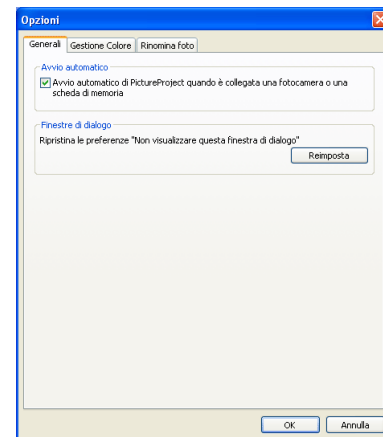 Opzioni
Generali Gestione Colore Rinomina foto
Avvio automatico
Avvio automatico di PictureProject quando è collegata una fotocamera o una
scheda di memoria
Finestre di dialogo
Ripristina le preferenze "Non visualizzare questa finestra di dialogo"
Reimposta
OK Annulla